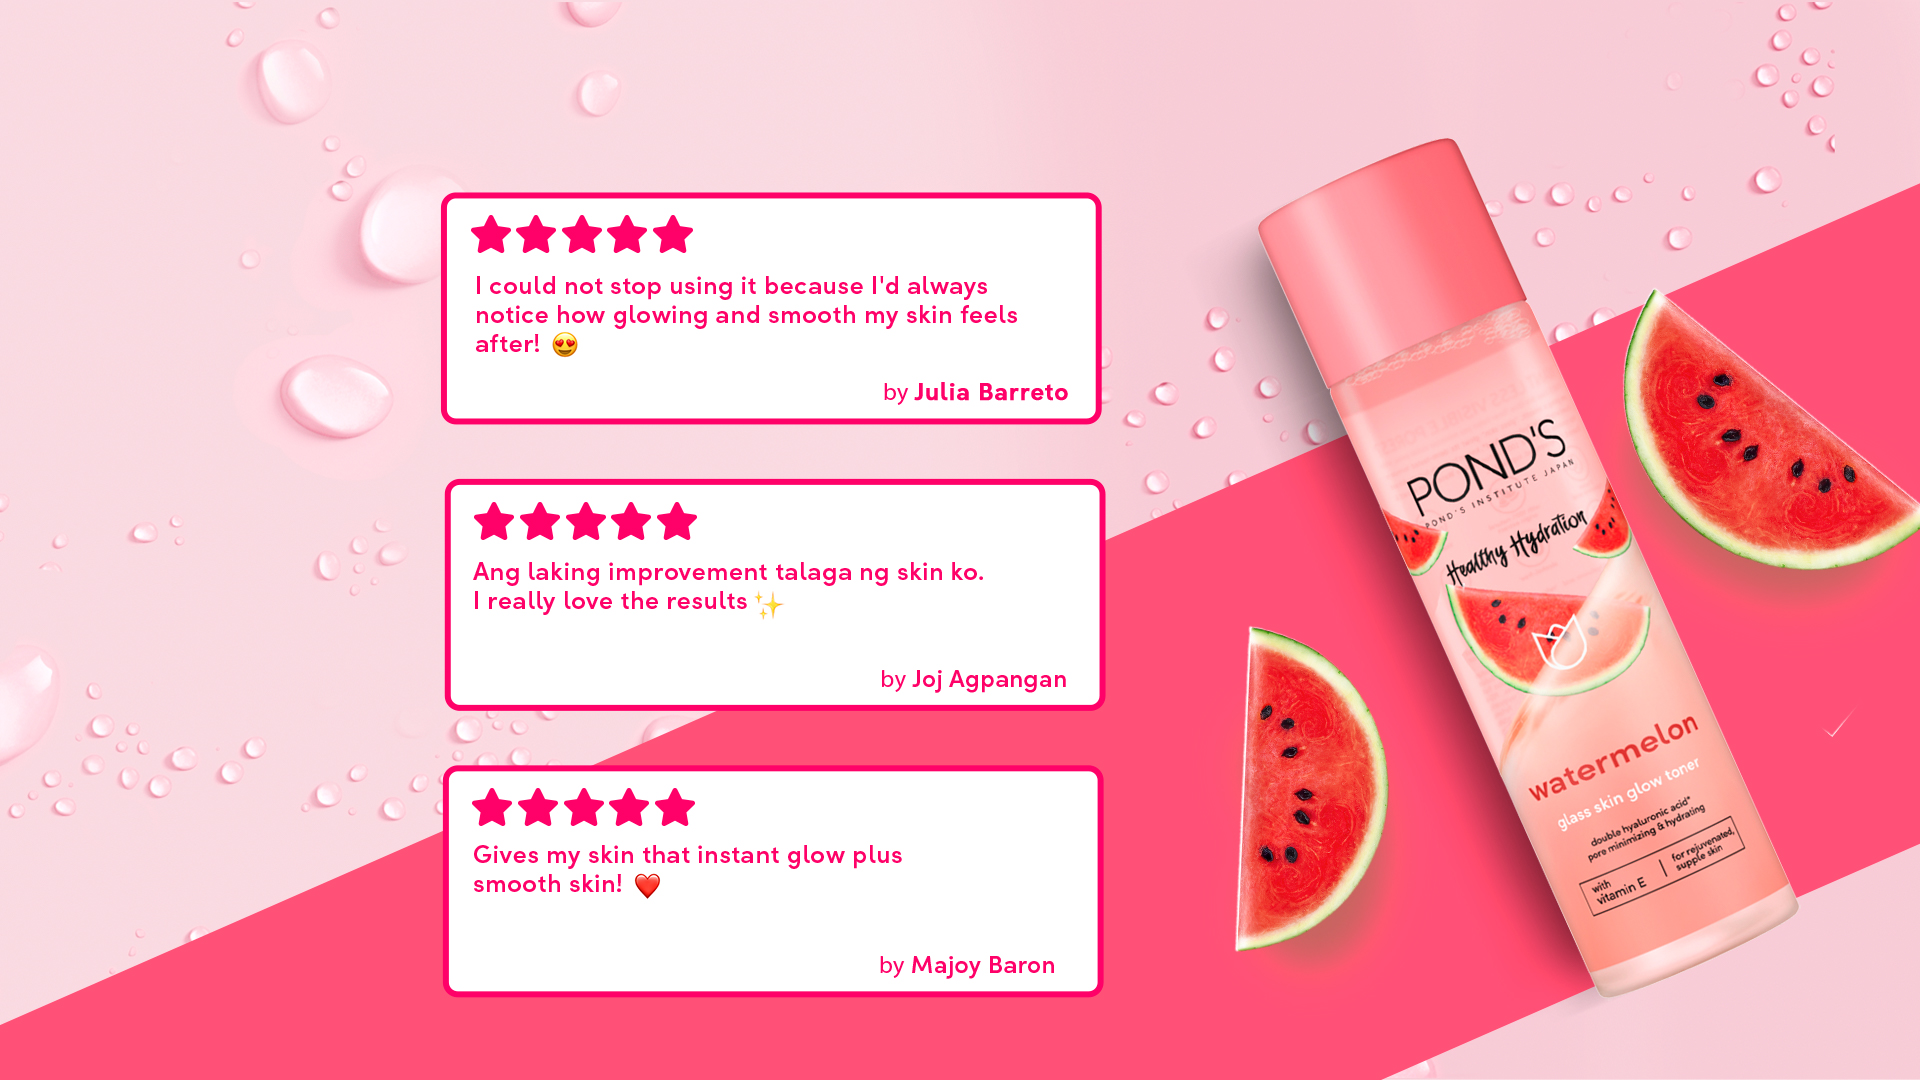 I could not stop using it because I'd always
notice how glowing and smooth my skin feels
after! 😍
by Julia Barreto
Ang laking improvement talaga ng skin ko.
I really love the results ✨
by Joj Agpangan
Gives my skin that instant glow plus
smooth skin! ❤️
by Majoy Baron
POND'S
POND'S INSTITUTE JAPAN
Healthy Hydration
watermelon
glass skin glow toner
double hyaluronic acid*
pore minimizing & hydrating
with
vitamin E
for rejuvenated,
supple skin